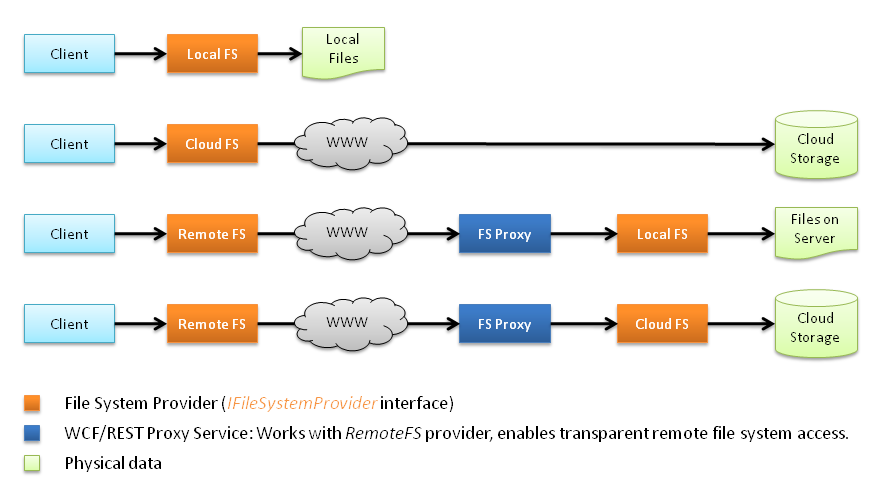 Client
Local FS
Local
Files
Client
Cloud FS
WWW
Cloud
Storage
Client
Remote FS
WWW
FS Proxy
Local FS
Files on
Server
Client
Remote FS
WWW
FS Proxy
Cloud FS
Cloud
Storage
File System Provider (IFileSystemProvider interface)
WCF/REST Proxy Service: Works with RemoteFS provider, enables transparent remote file system access.
Physical data